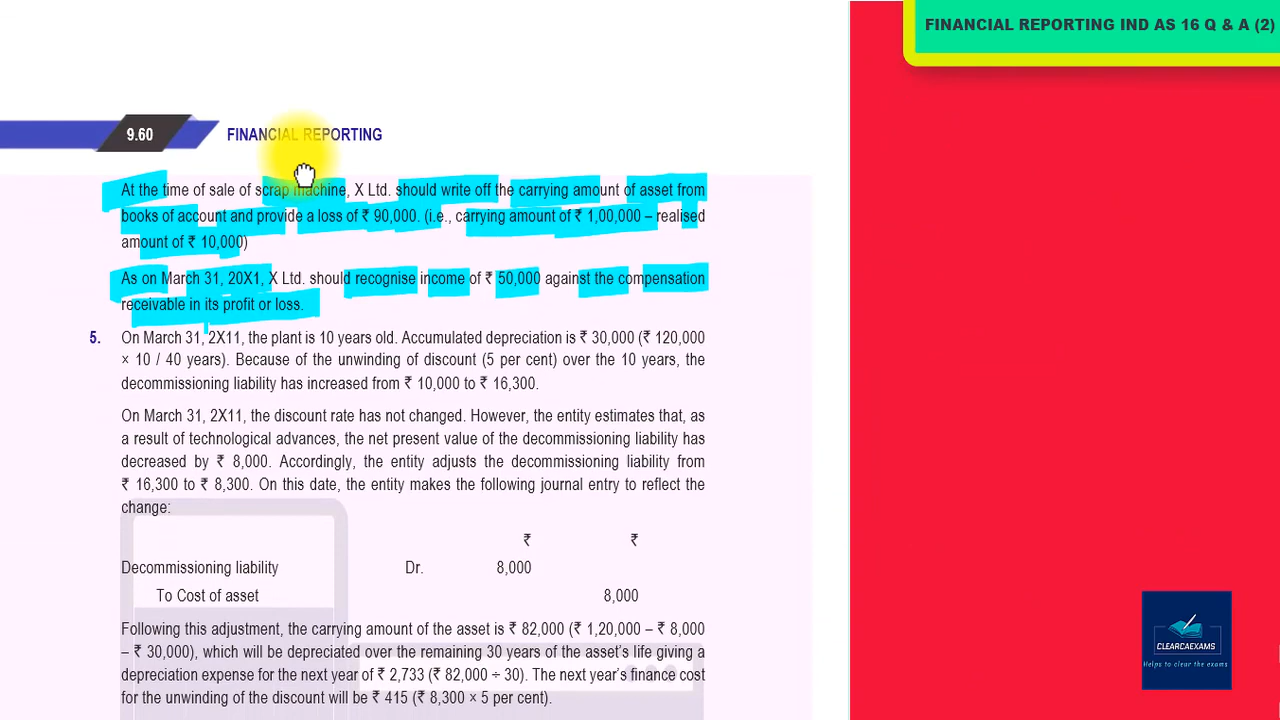 FINANCIAL REPORTING IND AS 16 Q & A (2)
9.60 FINANCIAL REPORTING
At the time of sale of scrap machine, X Ltd. should write off the carrying amount of asset from
books of account and provide a loss of ₹ 90,000. (i.e., carrying amount of ₹ 1,00,000 – realised
amount of ₹ 10,000)
As on March 31, 20X1, X Ltd. should recognise income of ₹ 50,000 against the compensation
receivable in its profit or loss.
5. On March 31, 2X11, the plant is 10 years old. Accumulated depreciation is ₹ 30,000 (₹ 120,000
× 10 / 40 years). Because of the unwinding of discount (5 per cent) over the 10 years, the
decommissioning liability has increased from ₹ 10,000 to ₹ 16,300.
On March 31, 2X11, the discount rate has not changed. However, the entity estimates that, as
a result of technological advances, the net present value of the decommissioning liability has
decreased by ₹ 8,000. Accordingly, the entity adjusts the decommissioning liability from
₹ 16,300 to ₹ 8,300. On this date, the entity makes the following journal entry to reflect the
change:
₹ ₹
Decommissioning liability Dr. 8,000
To Cost of asset 8,000
Following this adjustment, the carrying amount of the asset is ₹ 82,000 (₹ 1,20,000 – ₹ 8,000
– ₹ 30,000), which will be depreciated over the remaining 30 years of the asset's life giving a
depreciation expense for the next year of ₹ 2,733 (₹ 82,000 ÷ 30). The next year's finance cost
for the unwinding of the discount will be ₹ 415 (₹ 8,300 × 5 per cent).
CLEARCAEXAMS
Helps to clear the exams